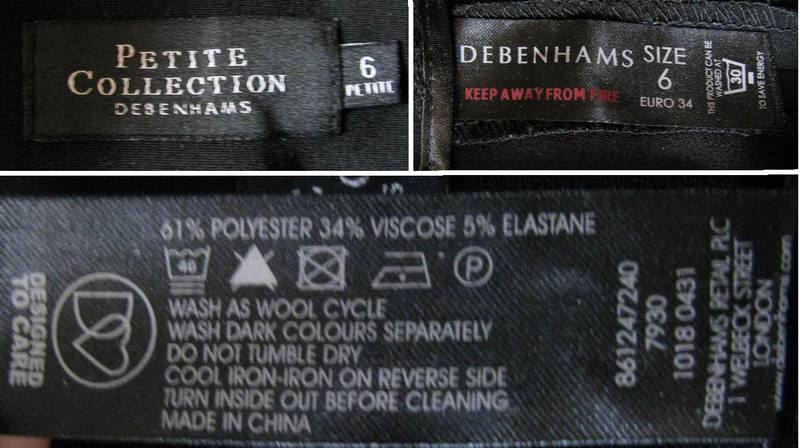 PETITE
COLLECTION
DEBENHAMS
6
PETITE
DEBENHAMS
KEEP AWAY FROM FIRE
SIZE
6
EURO 34
THIS PRODUCT CAN BE
WASHED AT
30
TO SAVE ENERGY
61% POLYESTER 34% VISCOSE 5% ELASTANE
40
P
WASH AS WOOL CYCLE
WASH DARK COLOURS SEPARATELY
DO NOT TUMBLE DRY
COOL IRON-IRON ON REVERSE SIDE
TURN INSIDE OUT BEFORE CLEANING
MADE IN CHINA
DESIGNED
TO CARE
861247240
7930
1018 0431
DEBENHAMS RETAIL PLC
1 WELBECK STREET
LONDON
www.debenhams.com